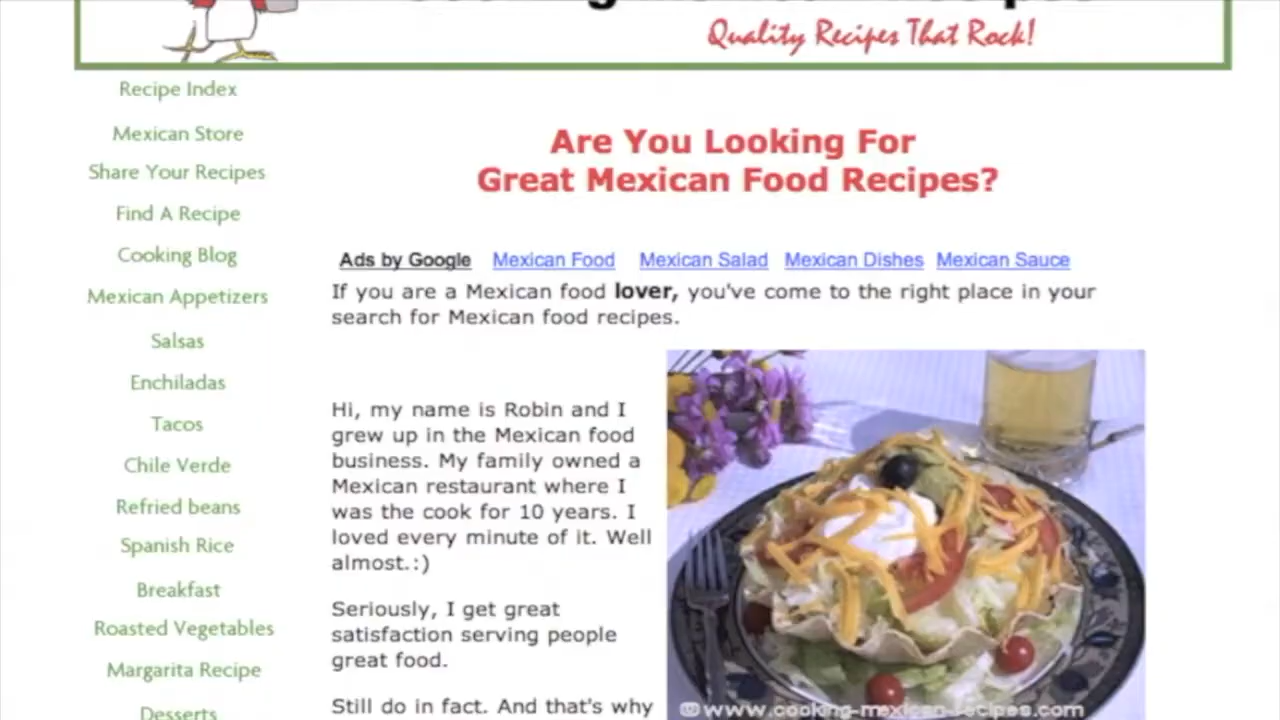 Quality Recipes That Rock!
Recipe Index
Mexican Store
Share Your Recipes
Find A Recipe
Cooking Blog
Mexican Appetizers
Salsas
Enchiladas
Tacos
Chile Verde
Refried beans
Spanish Rice
Breakfast
Roasted Vegetables
Margarita Recipe
Desserts
Are You Looking For
Great Mexican Food Recipes?
Ads by Google Mexican Food Mexican Salad Mexican Dishes Mexican Sauce
If you are a Mexican food lover, you've come to the right place in your
search for Mexican food recipes.
Hi, my name is Robin and I
grew up in the Mexican food
business. My family owned a
Mexican restaurant where I
was the cook for 10 years. I
loved every minute of it. Well
almost.:)
Seriously, I get great
satisfaction serving people
great food.
Still do in fact. And that's why
©www.cooking-mexican-recipes.com